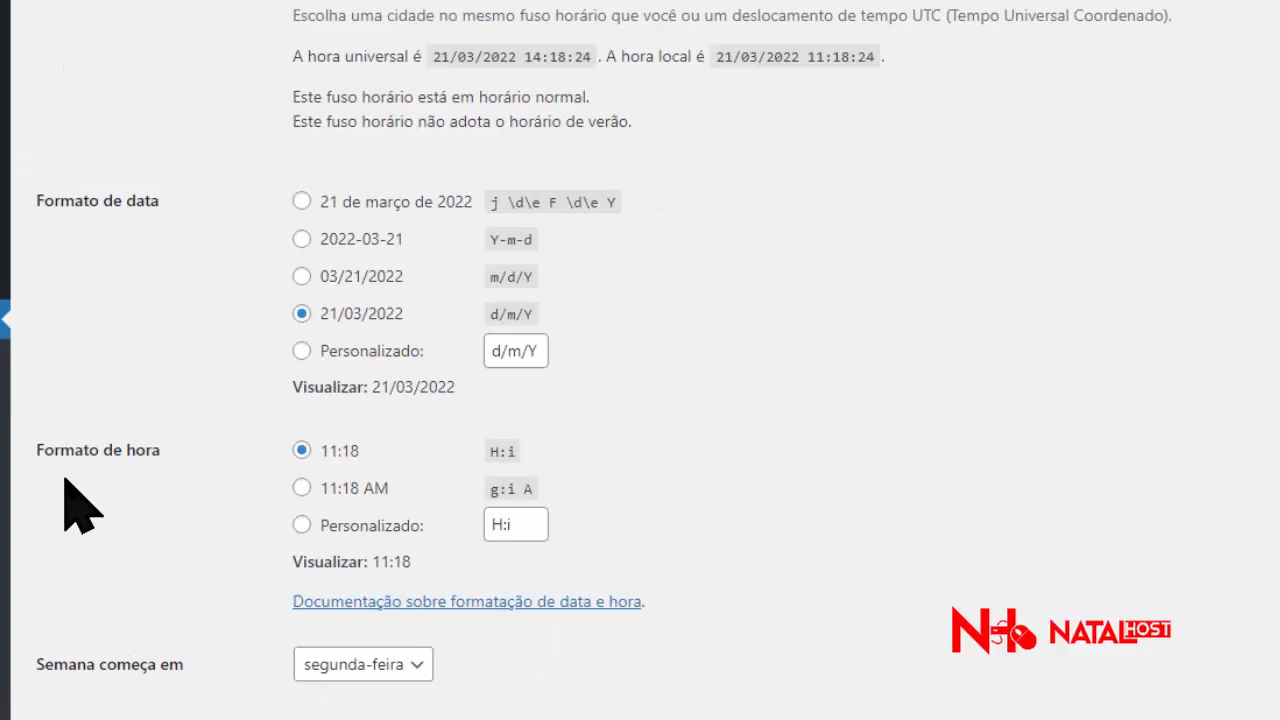 Escolha uma cidade no mesmo fuso horário que você ou um deslocamento de tempo UTC (Tempo Universal Coordenado).
A hora universal é 21/03/2022 14:18:24 . A hora local é 21/03/2022 11:18:24 .
Este fuso horário está em horário normal.
Este fuso horário não adota o horário de verão.
Formato de data
21 de março de 2022 j \d\e F \d\e Y
2022-03-21 Y-m-d
03/21/2022 m/d/Y
21/03/2022 d/m/Y
Personalizado: d/m/Y
Visualizar: 21/03/2022
Formato de hora
11:18 H:i
11:18 AM g:i A
Personalizado: H:i
Visualizar: 11:18
Documentação sobre formatação de data e hora.
NATALHOST
Semana começa em segunda-feira